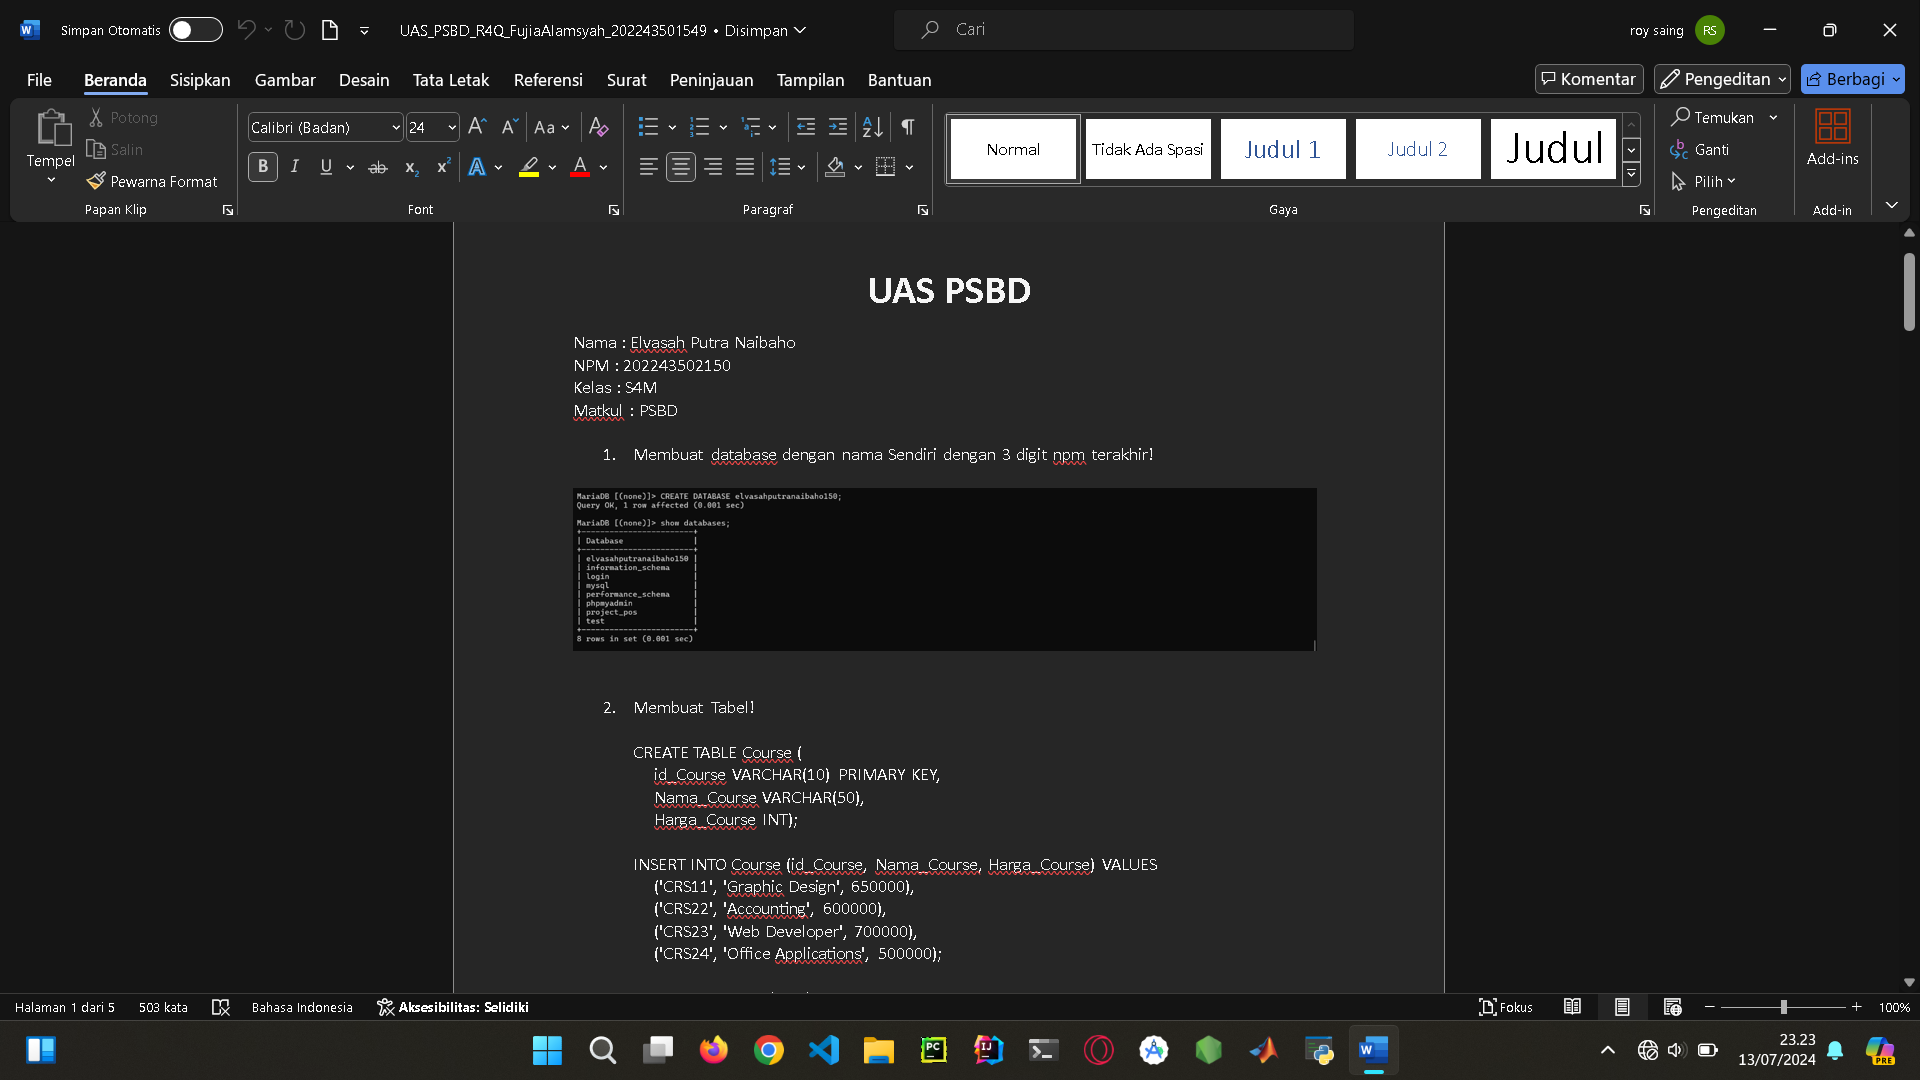 Simpan Otomatis
UAS_PSBD_R4Q_FujiaAlamsyah_202243501549 • Disimpan
Cari
roy saing
RS
File Beranda Sisipkan Gambar Desain Tata Letak Referensi Surat Peninjauan Tampilan Bantuan
Komentar Pengeditan Berbagi
Tempel
Potong
Salin
Pewarna Format
Papan Klip
Calibri (Badan) 24
Font
Paragraf
Normal
Tidak Ada Spasi
Judul 1
Judul 2
Judul
Gaya
Temukan
Ganti
Pilih
Pengeditan
Add-ins
Add-in
UAS PSBD
Nama : Elvasah Putra Naibaho
NPM : 202243502150
Kelas : S4M
Matkul : PSBD
1. Membuat database dengan nama Sendiri dengan 3 digit npm terakhir!
MariaDB [(none)]> CREATE DATABASE elvasahputranaibaho150;
Query OK, 1 row affected (0.001 sec)
MariaDB [(none)]> show databases;
+------------------------+
| Database |
+------------------------+
| elvasahputranaibaho150 |
| information_schema |
| login |
| mysql |
| performance_schema |
| phpmyadmin |
| project_pos |
| test |
+------------------------+
8 rows in set (0.001 sec)
2. Membuat Tabel!
CREATE TABLE Course (
id_Course VARCHAR(10) PRIMARY KEY,
Nama_Course VARCHAR(50),
Harga_Course INT);
INSERT INTO Course (id_Course, Nama_Course, Harga_Course) VALUES
('CRS11', 'Graphic Design', 650000),
('CRS22', 'Accounting', 600000),
('CRS23', 'Web Developer', 700000),
('CRS24', 'Office Applications', 500000);
Halaman 1 dari 5 503 kata Bahasa Indonesia Aksesibilitas: Selidiki
Fokus
100%
23.23
13/07/2024